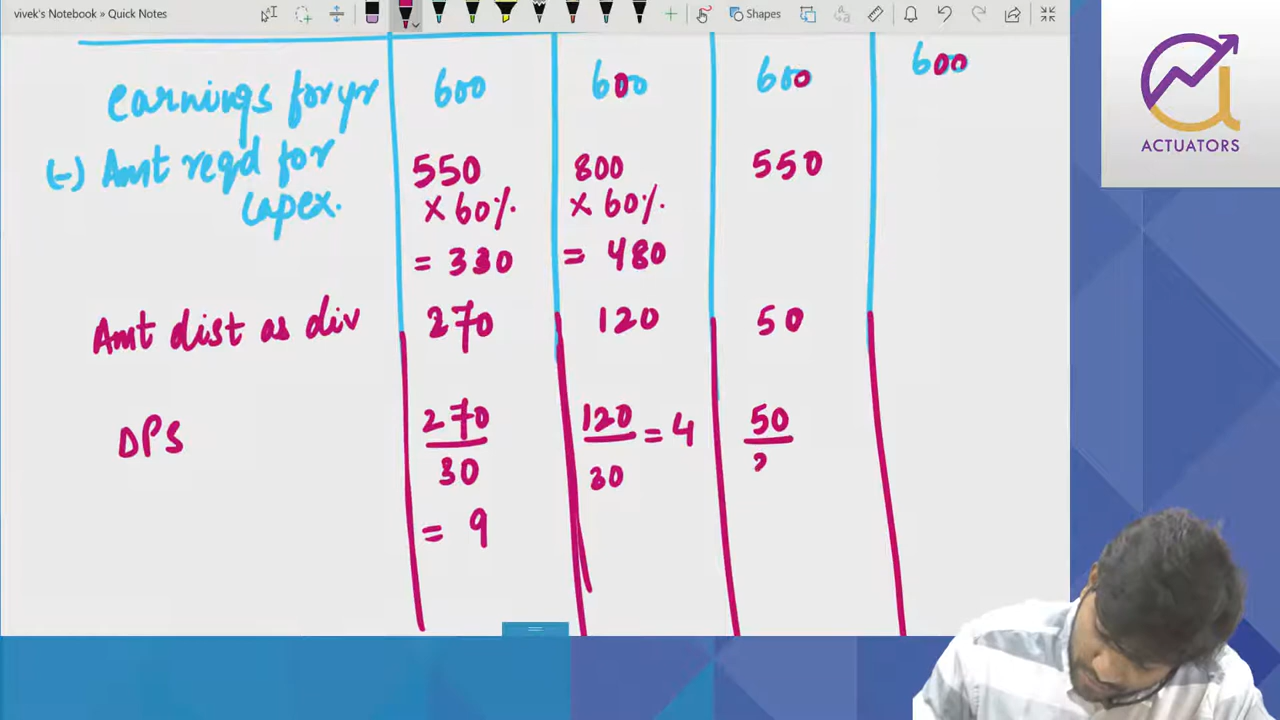 vivek's Notebook » Quick Notes
Shapes
ACTUATORS
earnings for yr 600 600 600 600
(-) Amt reqd for 550 800 550
capex. × 60% × 60%
= 330 = 480
Amt dist as div 270 120 50
DPS 270/30 120/30 = 4 50/3
= 9